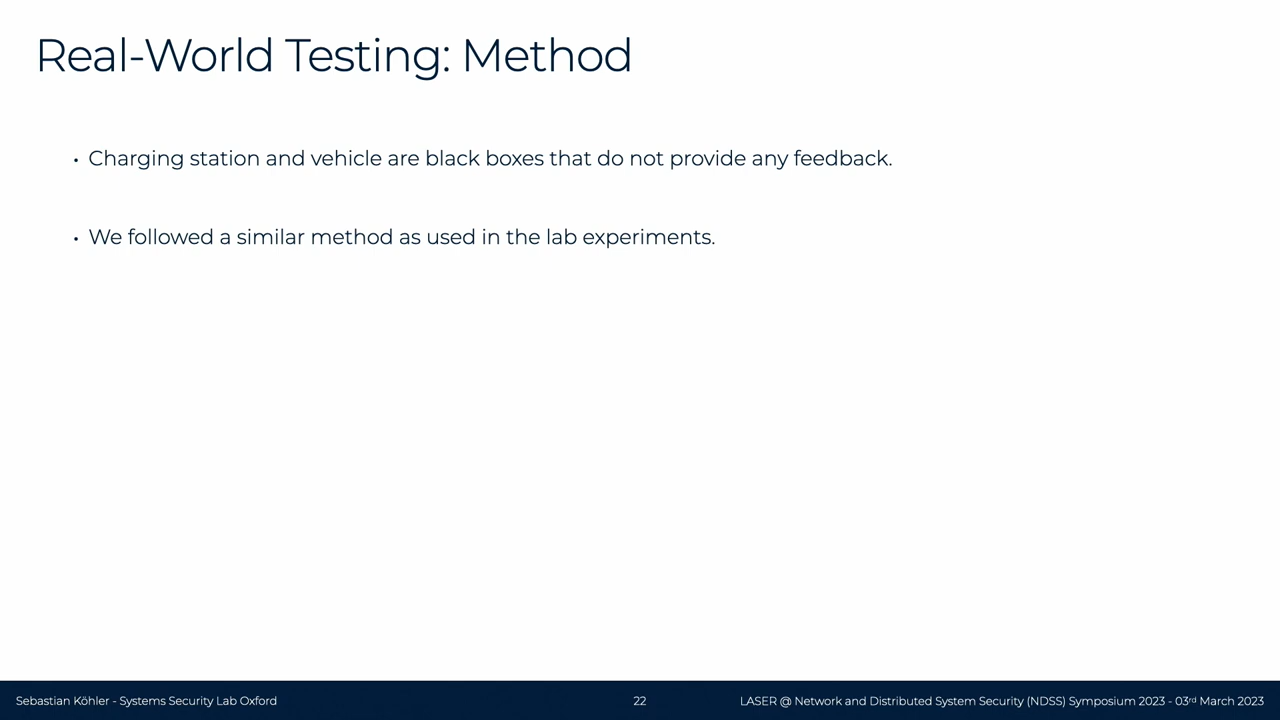 Real-World Testing: Method
• Charging station and vehicle are black boxes that do not provide any feedback.
• We followed a similar method as used in the lab experiments.
Sebastian Köhler - Systems Security Lab Oxford
22
LASER @ Network and Distributed System Security (NDSS) Symposium 2023 - 03rd March 2023